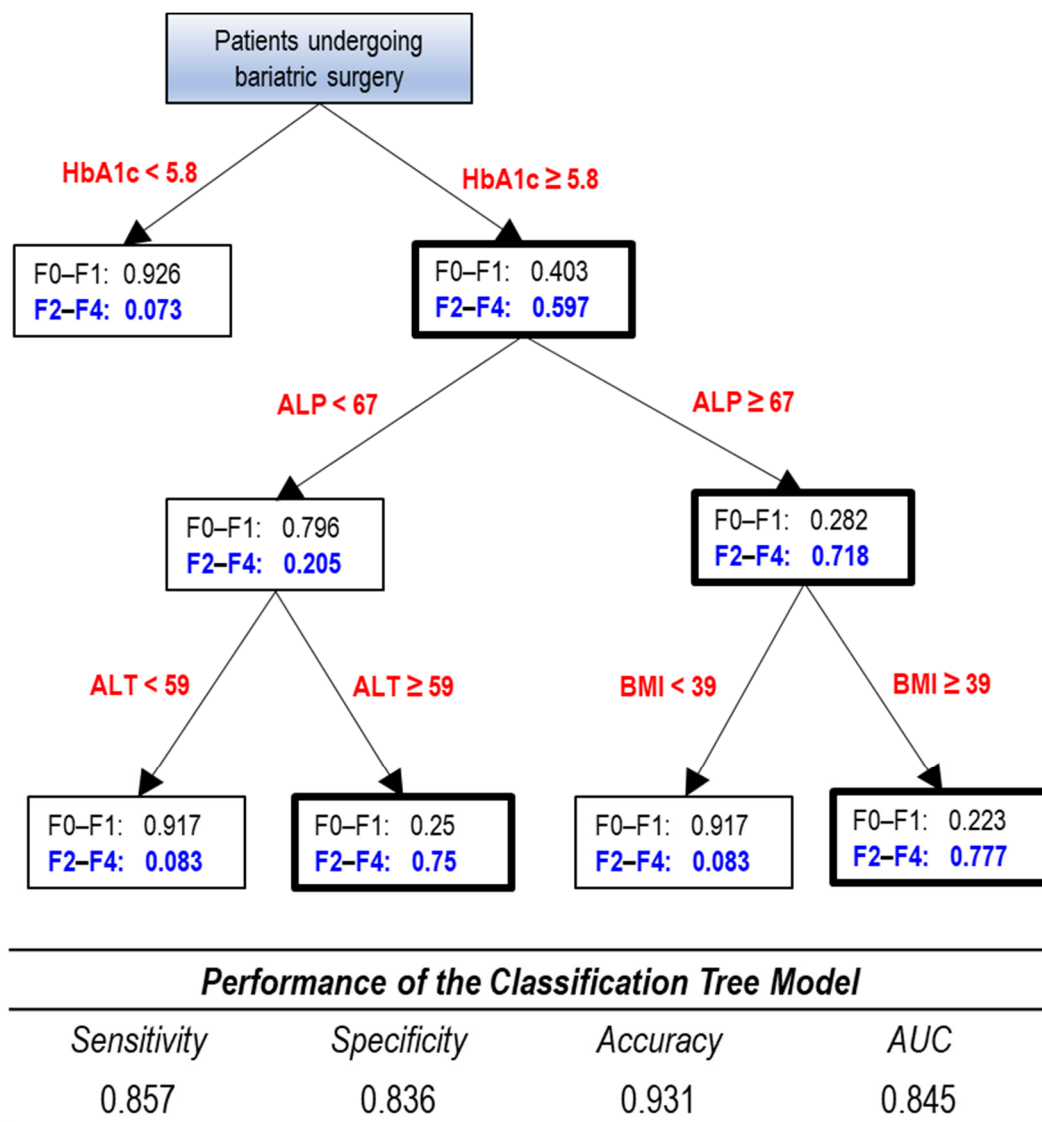 Patients undergoing
bariatric surgery
HbA1c < 5.8
HbA1c ≥ 5.8
F0–F1: 0.926
F2–F4: 0.073
F0–F1: 0.403
F2–F4: 0.597
ALP < 67
ALP ≥ 67
F0–F1: 0.796
F2–F4: 0.205
F0–F1: 0.282
F2–F4: 0.718
ALT < 59
ALT ≥ 59
BMI < 39
BMI ≥ 39
F0–F1: 0.917
F2–F4: 0.083
F0–F1: 0.25
F2–F4: 0.75
F0–F1: 0.917
F2–F4: 0.083
F0–F1: 0.223
F2–F4: 0.777
Performance of the Classification Tree Model
Sensitivity Specificity Accuracy AUC
0.857 0.836 0.931 0.845